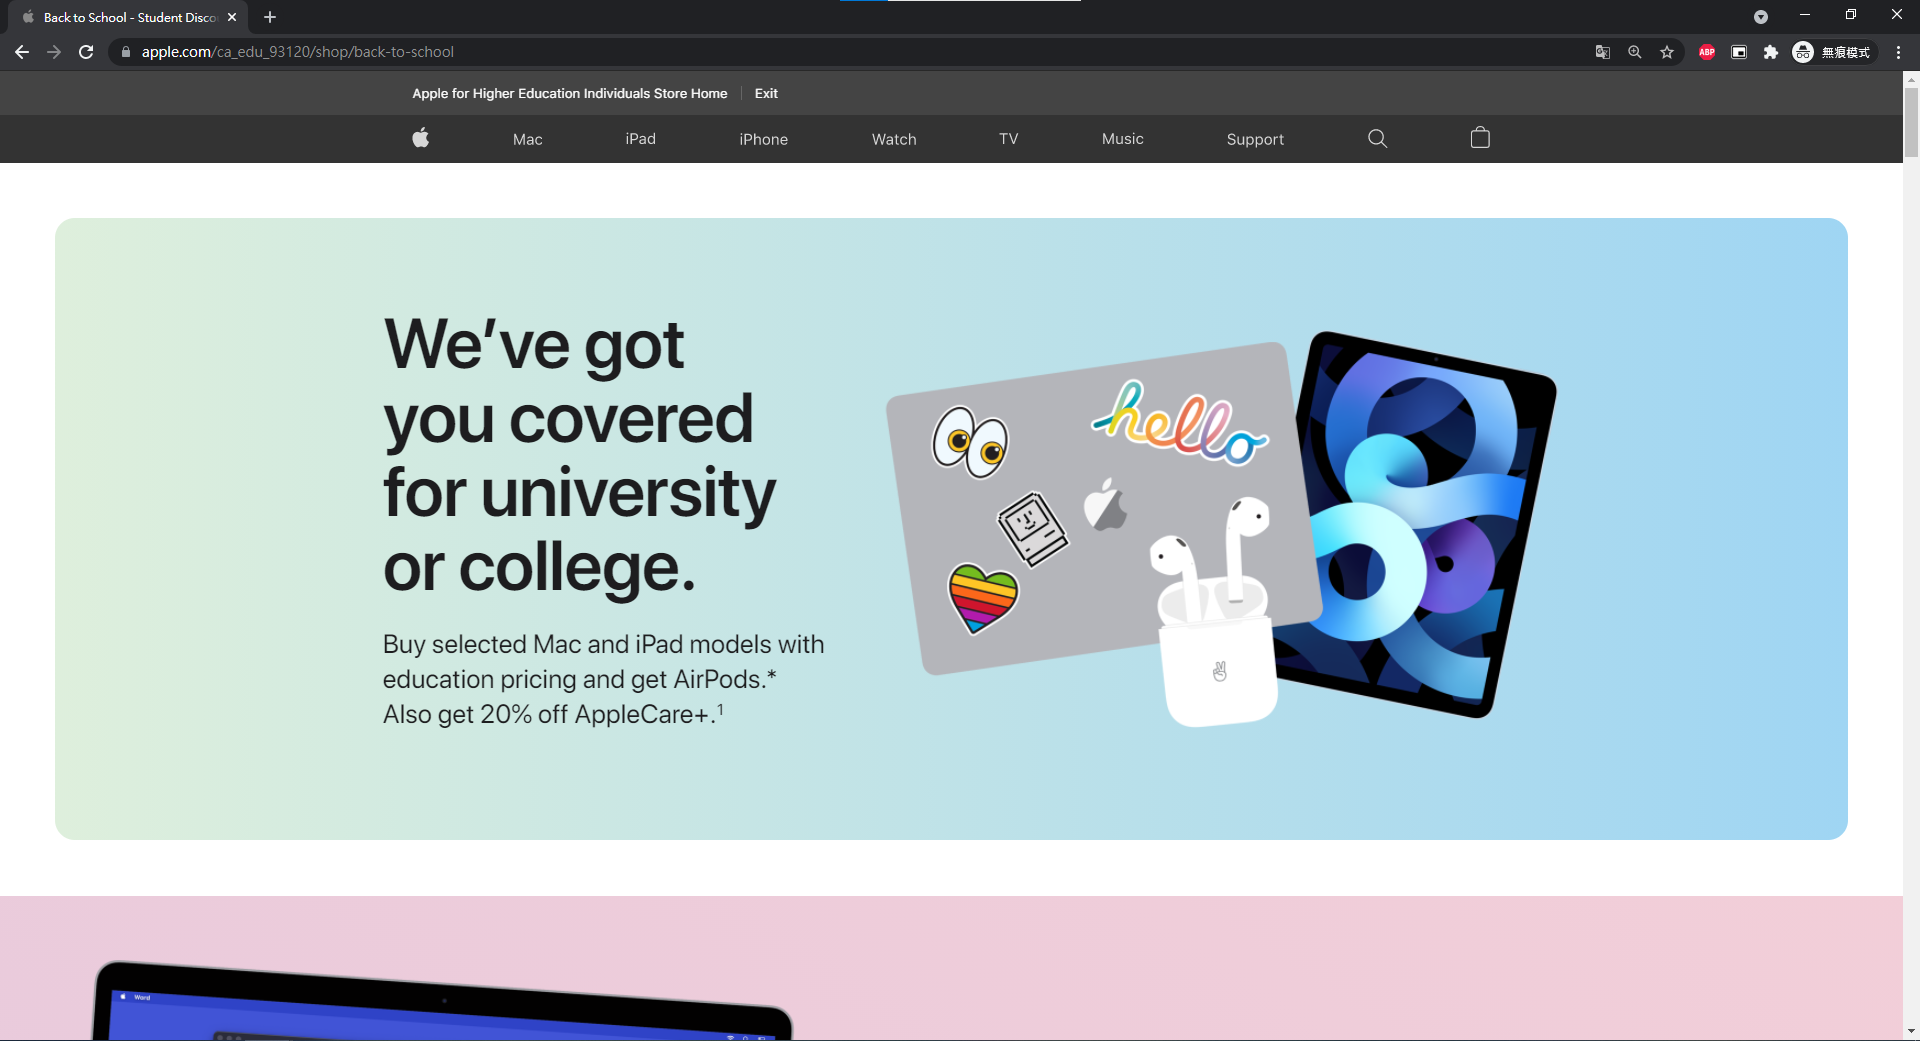 Back to School - Student Disco
apple.com/ca_edu_93120/shop/back-to-school
ABP
無痕模式
Apple for Higher Education Individuals Store Home
Exit
Mac
iPad
iPhone
Watch
TV
Music
Support
We've got
you covered
for university
or college.
Buy selected Mac and iPad models with
education pricing and get AirPods.*
Also get 20% off AppleCare+.¹
hello
Word